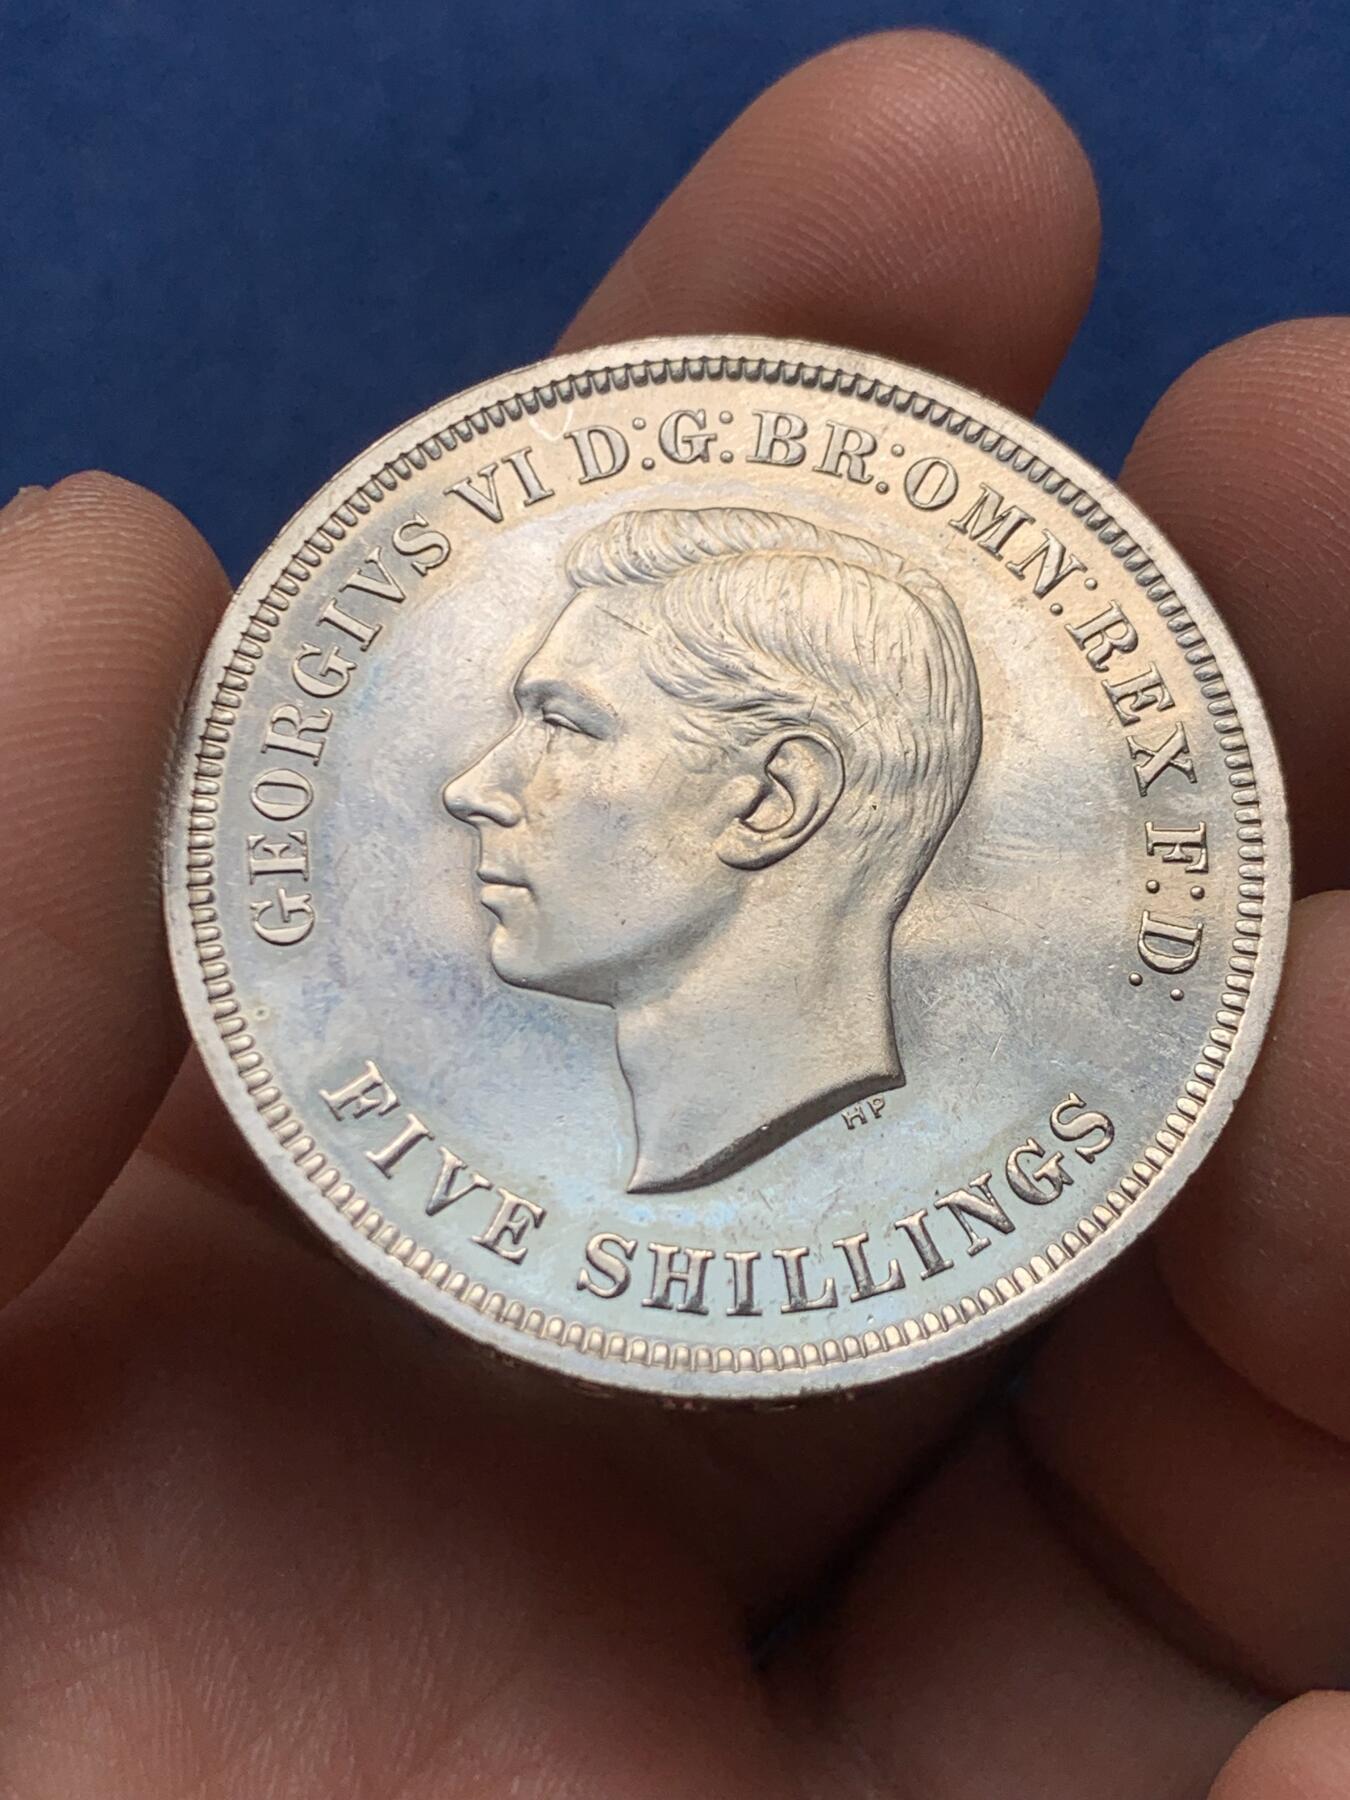 GEORGIVS VI D:G:BR:OMN:REX F:D:
HP
FIVE SHILLINGS